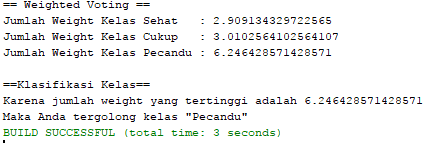 == Weighted Voting ==
Jumlah Weight Kelas Sehat   : 2.909134329722565
Jumlah Weight Kelas Cukup   : 3.0102564102564107
Jumlah Weight Kelas Pecandu : 6.246428571428571
==Klasifikasi Kelas==
Karena jumlah weight yang tertinggi adalah 6.246428571428571
Maka Anda tergolong kelas "Pecandu"
BUILD SUCCESSFUL (total time: 3 seconds)